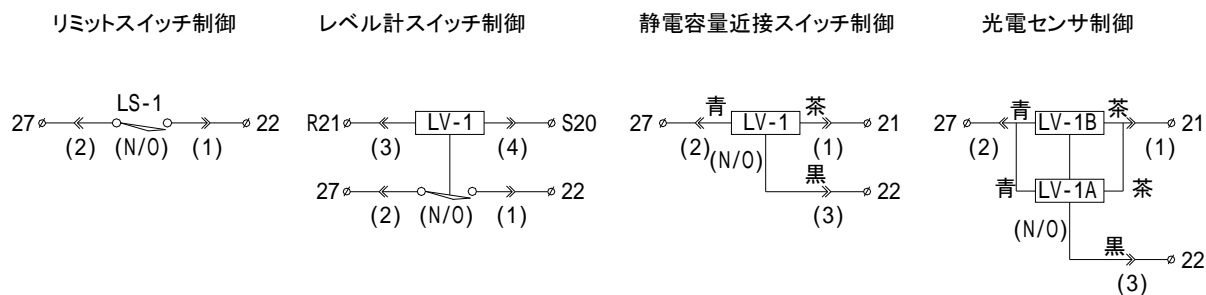 リミットスイッチ制御
レベル計スイッチ制御
静電容量近接スイッチ制御
光電センサ制御
LS-1
27
22
(2)
(N/O)
(1)
R21
LV-1
S20
(3)
(4)
27
22
(2)
(N/O)
(1)
青
茶
27
LV-1
21
(2)
(N/O)
(1)
黒
22
(3)
青
茶
27
LV-1B
21
(2)
(1)
青
LV-1A
茶
(N/O)
黒
22
(3)